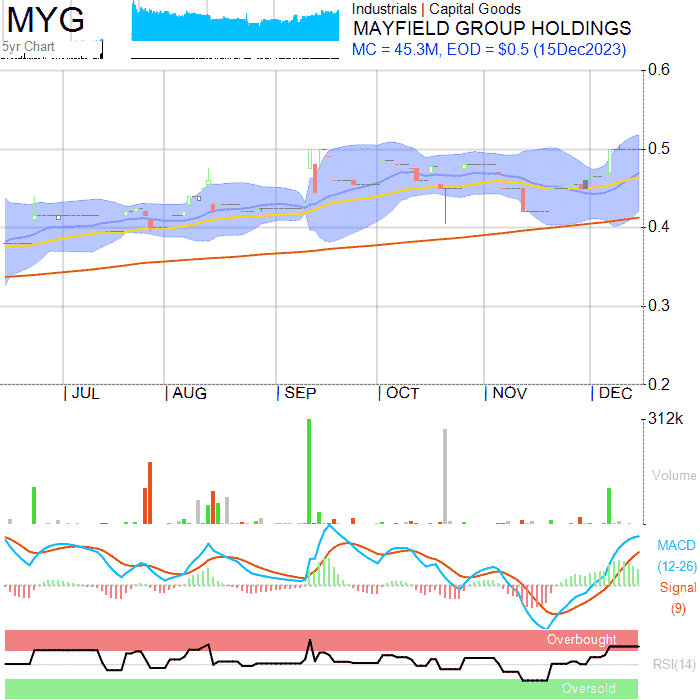 MYG
5yr Chart
Industrials | Capital Goods
MAYFIELD GROUP HOLDINGS
MC = 45.3M, EOD = $0.5 (15Dec2023)
0.6
0.5
0.4
0.3
0.2
JUL AUG SEP OCT NOV DEC
312k
Volume
MACD
(12-26)
Signal
(9)
Overbought
RSI(14)
Oversold